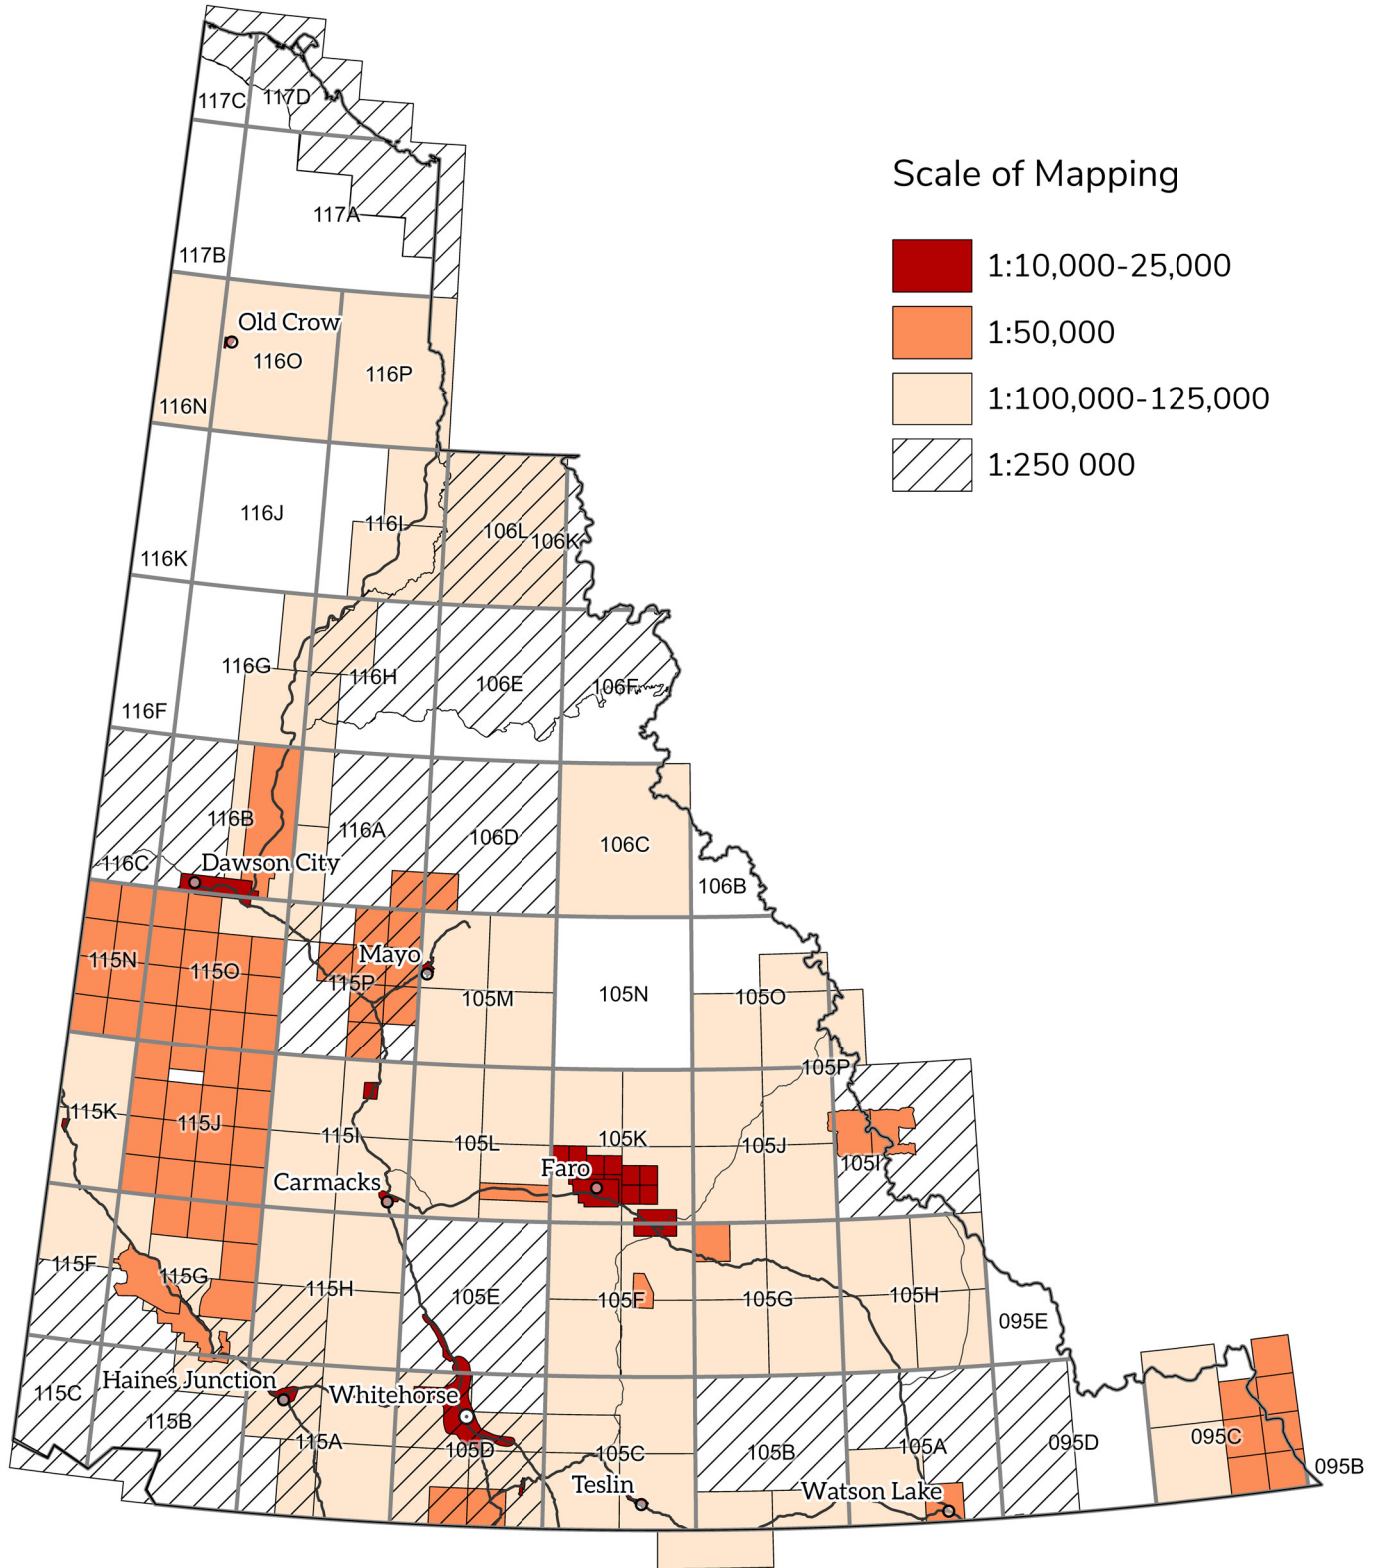 117C
117D
Scale of Mapping
117A
117B
1:10,000-25,000
Old Crow
1:50,000
116O
116P
1:100,000-125,000
116N
1:250 000
116J
116I
106L
106K
116K
116G
116H
106E
106F
116F
116B
116A
106D
106C
116C
Dawson City
106B
Mayo
115N
115O
115P
105M
105N
105O
105P
115K
115J
115I
105L
105K
105J
105I
Faro
Carmacks
115F
115G
115H
105E
105F
105G
105H
095E
Haines Junction
Whitehorse
115C
115B
115A
105D
105C
105B
105A
095D
095C
095B
Teslin
Watson Lake